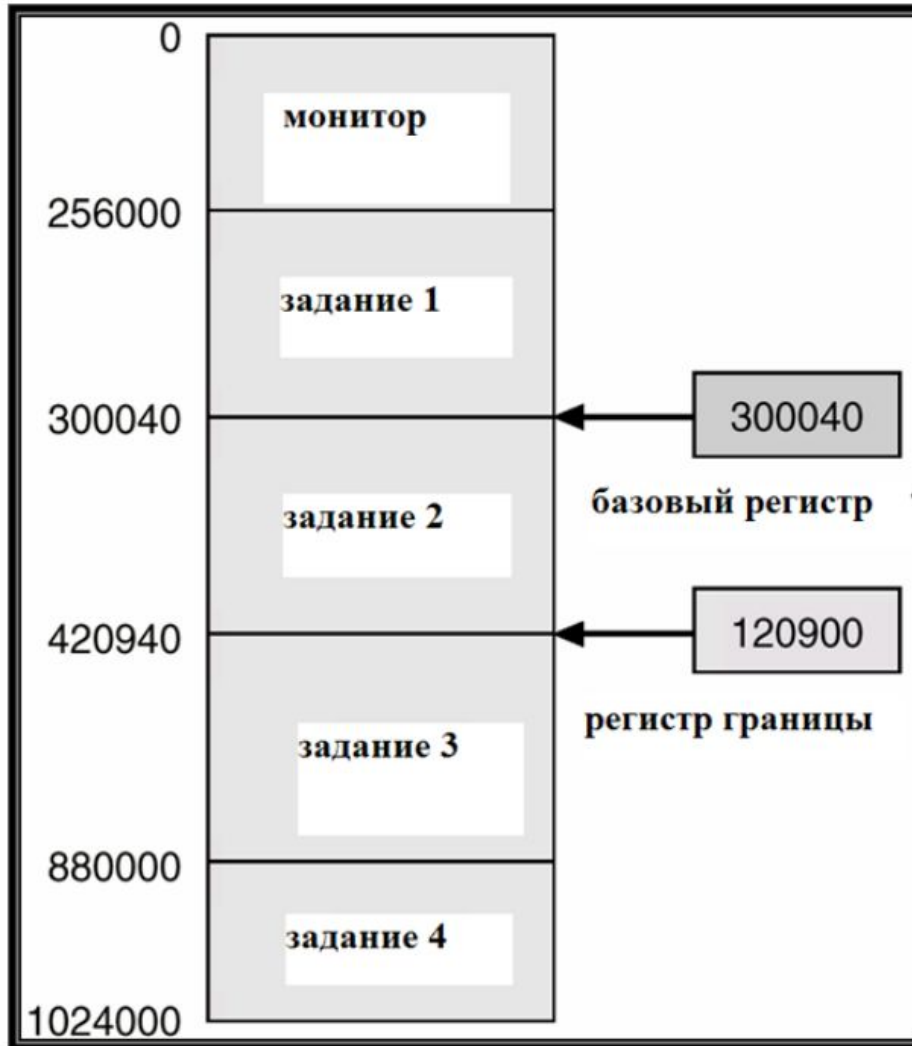 0
монитор
256000
задание 1
300040
300040
базовый регистр
задание 2
420940
120900
регистр границы
задание 3
880000
задание 4
1024000